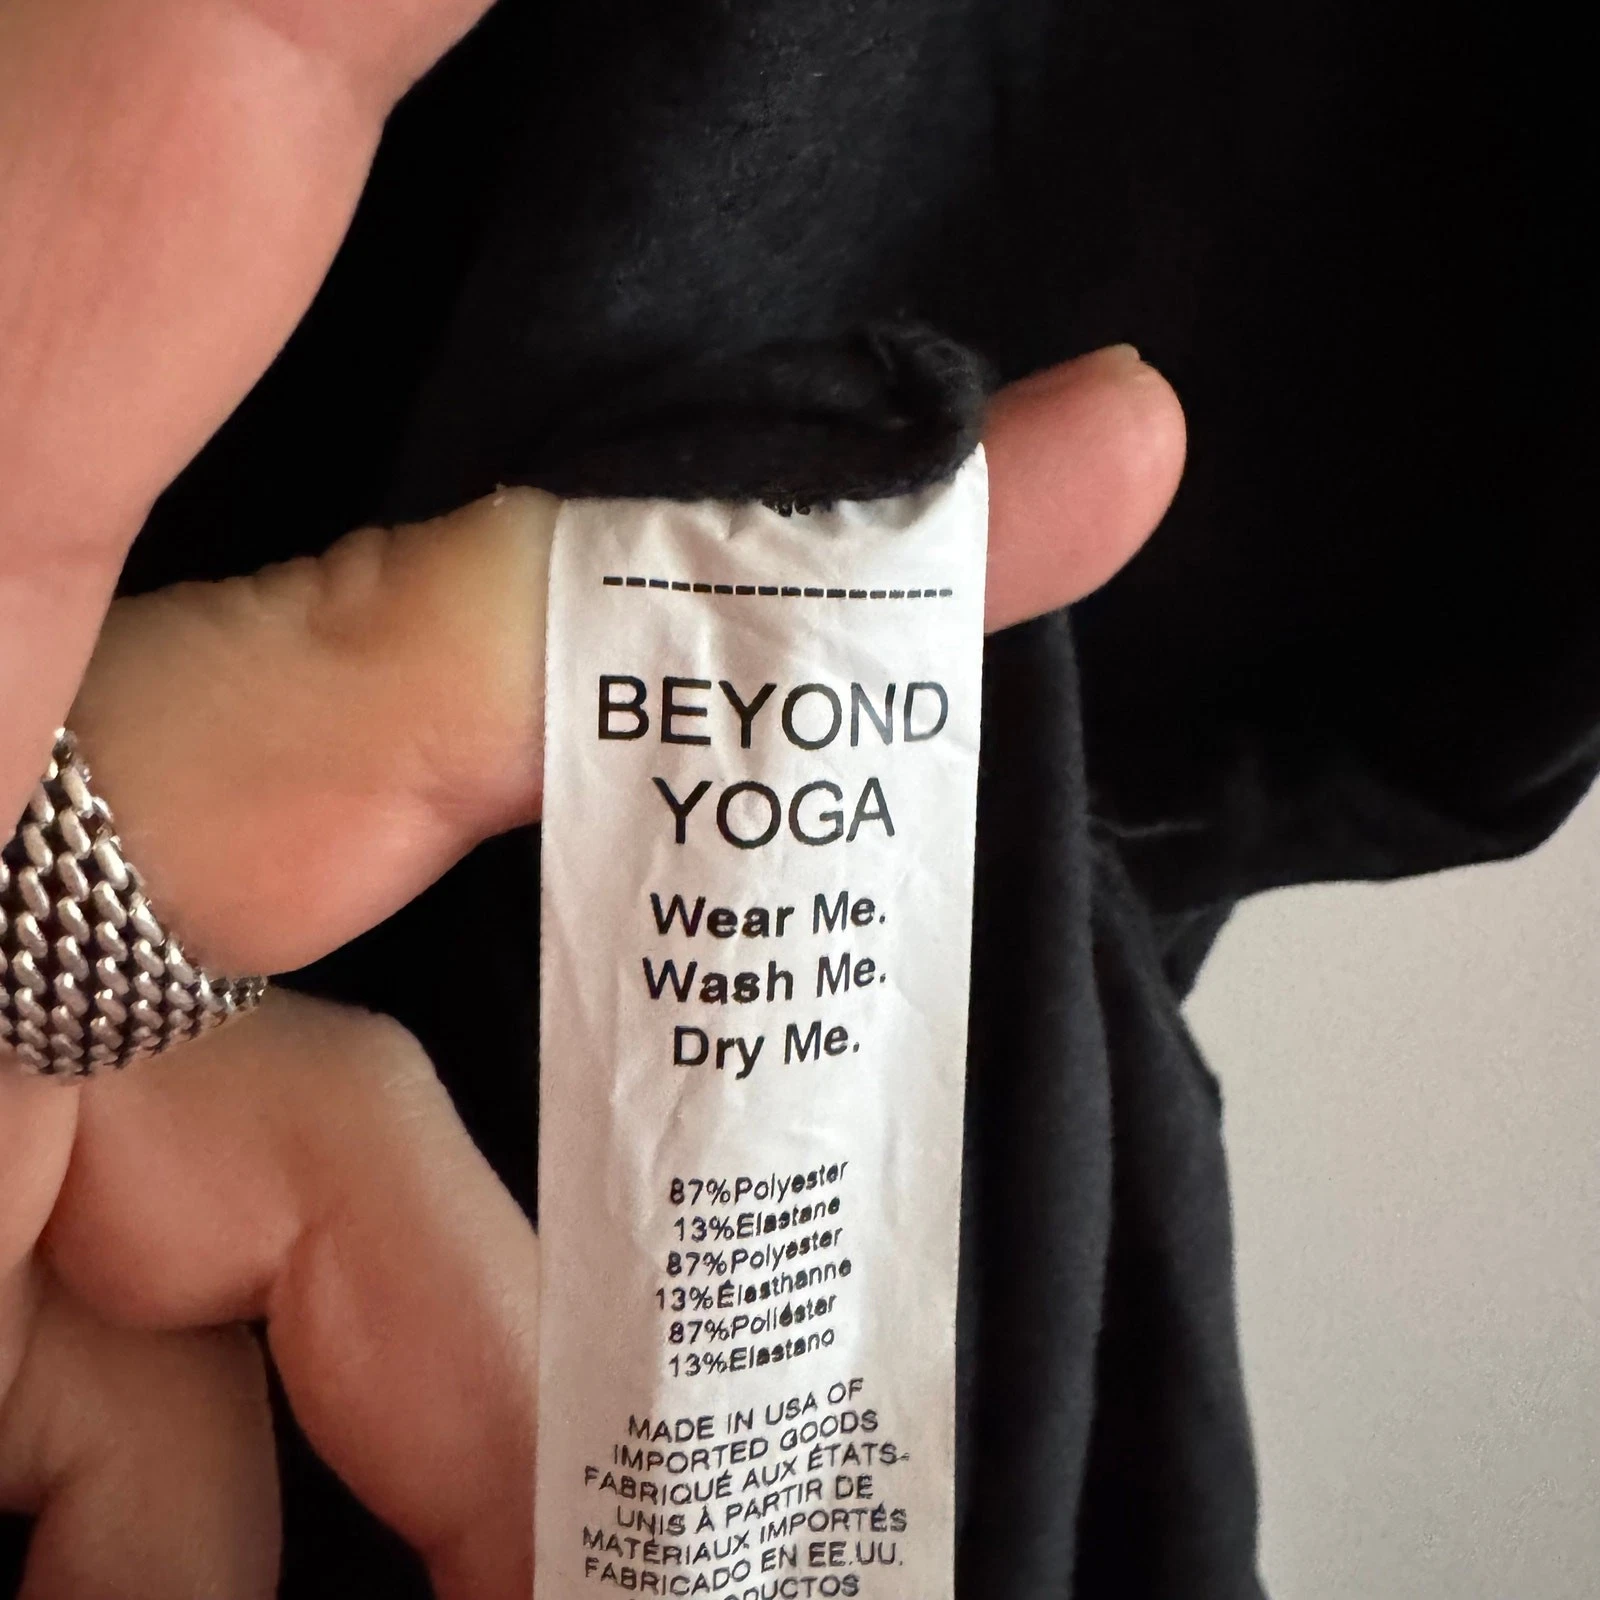 BEYOND
YOGA
Wear Me.
Wash Me.
Dry Me.
87%Polyester
13%Elastane
87%Polyester
13%Élasthanne
87%Poliéster
13%Elastano
MADE IN USA OF
IMPORTED GOODS
FABRIQUÉ AUX ÉTATS-
UNIS À PARTIR DE
MATÉRIAUX IMPORTÉS
FABRICADO EN EE.UU.